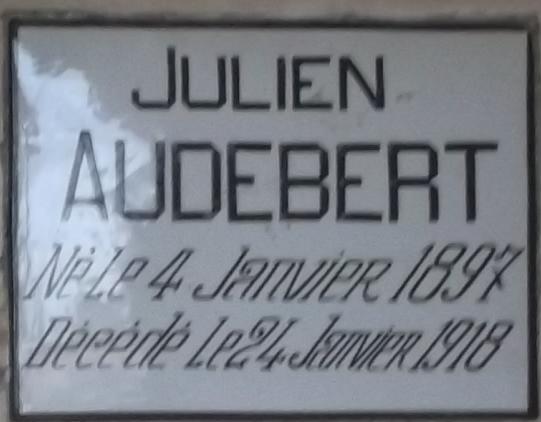 JULIEN
AUDEBERT
Né Le 4 Janvier 1897
Décédé Le 24 Janvier 1918